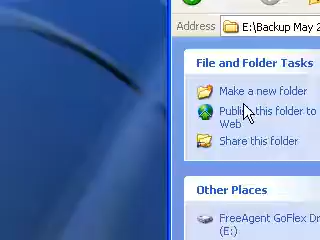 Address E:\Backup May 2
File and Folder Tasks
Make a new folder
Publish this folder to
Web
Share this folder
Other Places
FreeAgent GoFlex Dr
(E:)